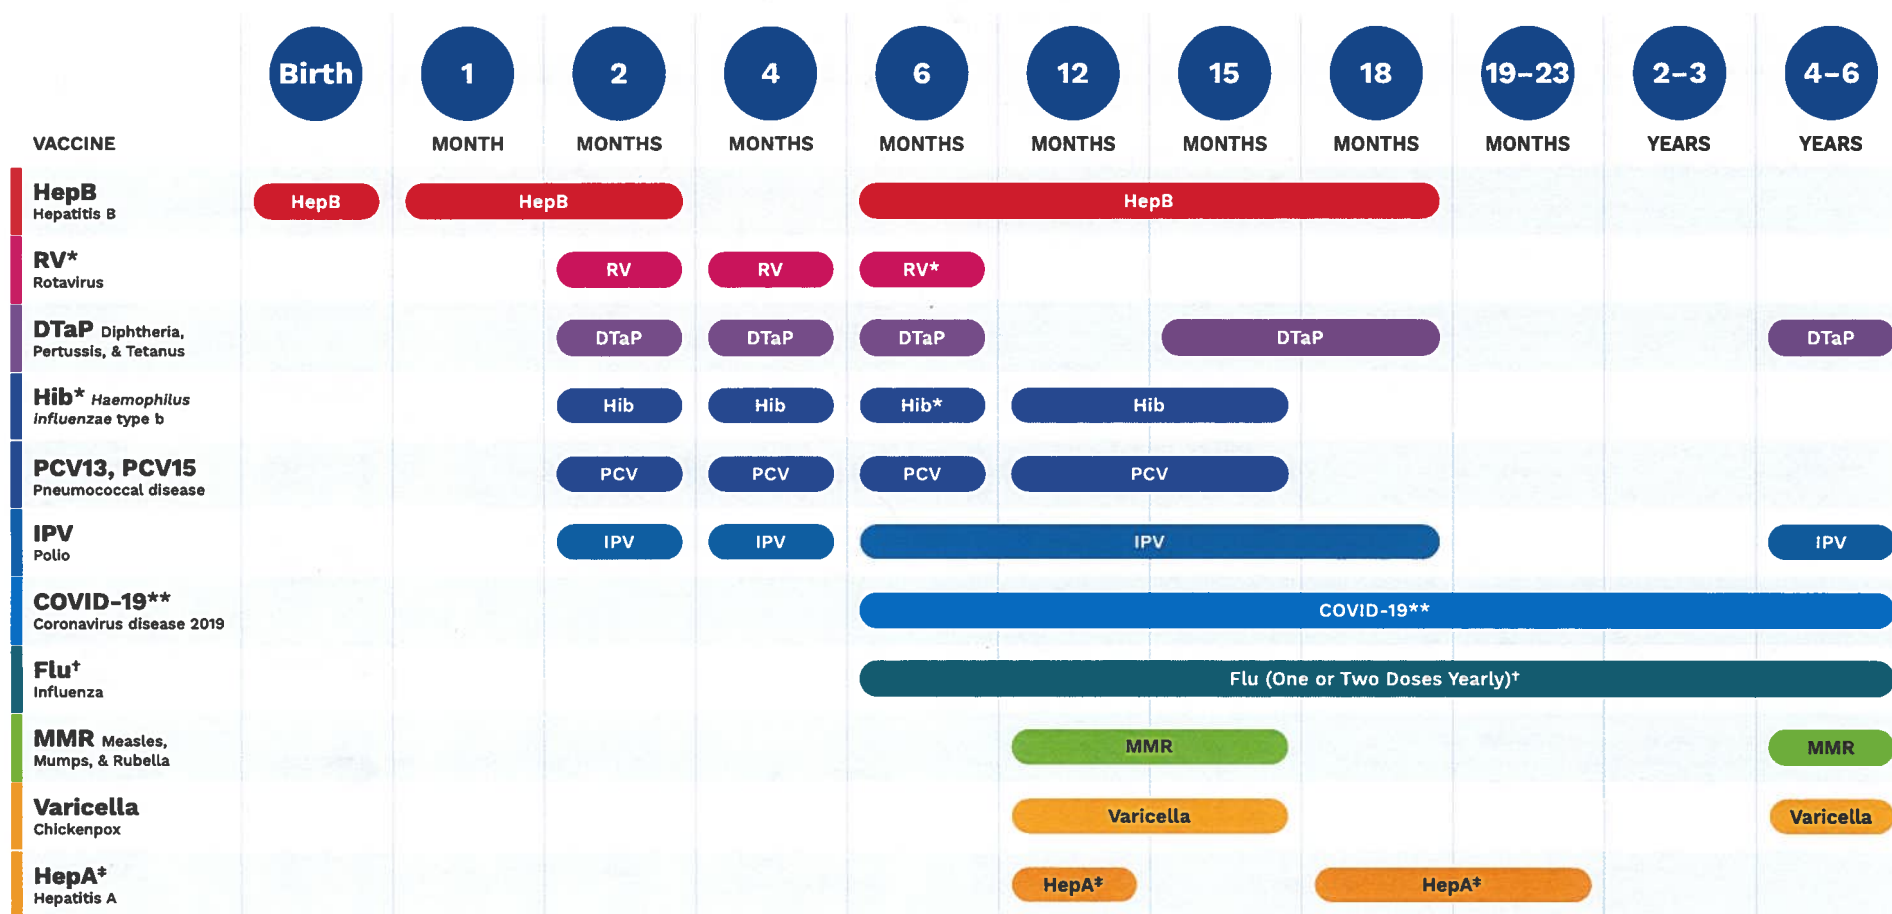 Birth 1 2 4 6 12 15 18 19–23 2–3 4–6
VACCINE MONTH MONTHS MONTHS MONTHS MONTHS MONTHS MONTHS MONTHS YEARS YEARS
HepB
Hepatitis B
HepB HepB HepB
RV*
Rotavirus
RV RV RV*
DTaP Diphtheria,
Pertussis, & Tetanus
DTaP DTaP DTaP DTaP DTaP
Hib* Haemophilus
influenzae type b
Hib Hib Hib* Hib
PCV13, PCV15
Pneumococcal disease
PCV PCV PCV PCV
IPV
Polio
IPV IPV IPV IPV
COVID-19**
Coronavirus disease 2019
COVID-19**
Flu†
Influenza
Flu (One or Two Doses Yearly)†
MMR Measles,
Mumps, & Rubella
MMR MMR
Varicella
Chickenpox
Varicella Varicella
HepA‡
Hepatitis A
HepA‡ HepA‡